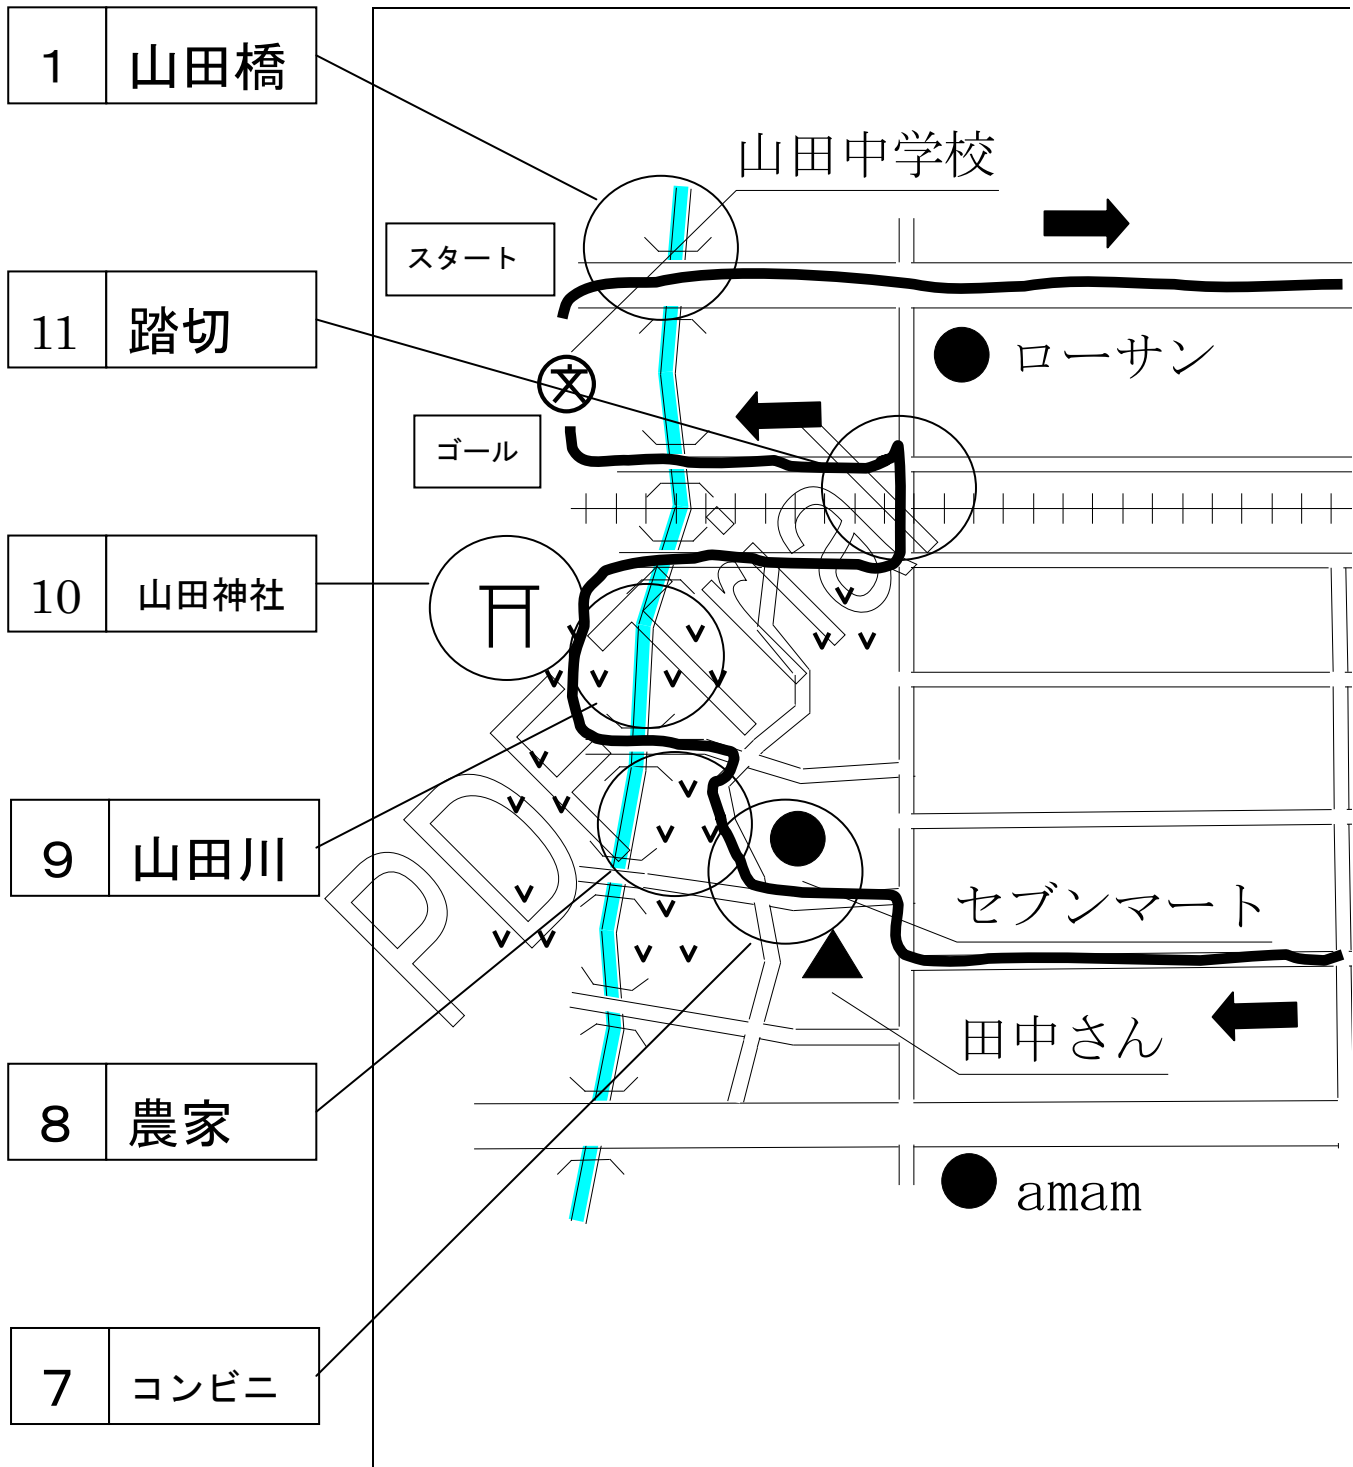 1 山田橋
山田中学校
スタート
11 踏切
ローサン
ゴール
10 山田神社
9 山田川
セブンマート
田中さん
8 農家
amam
7 コンビニ